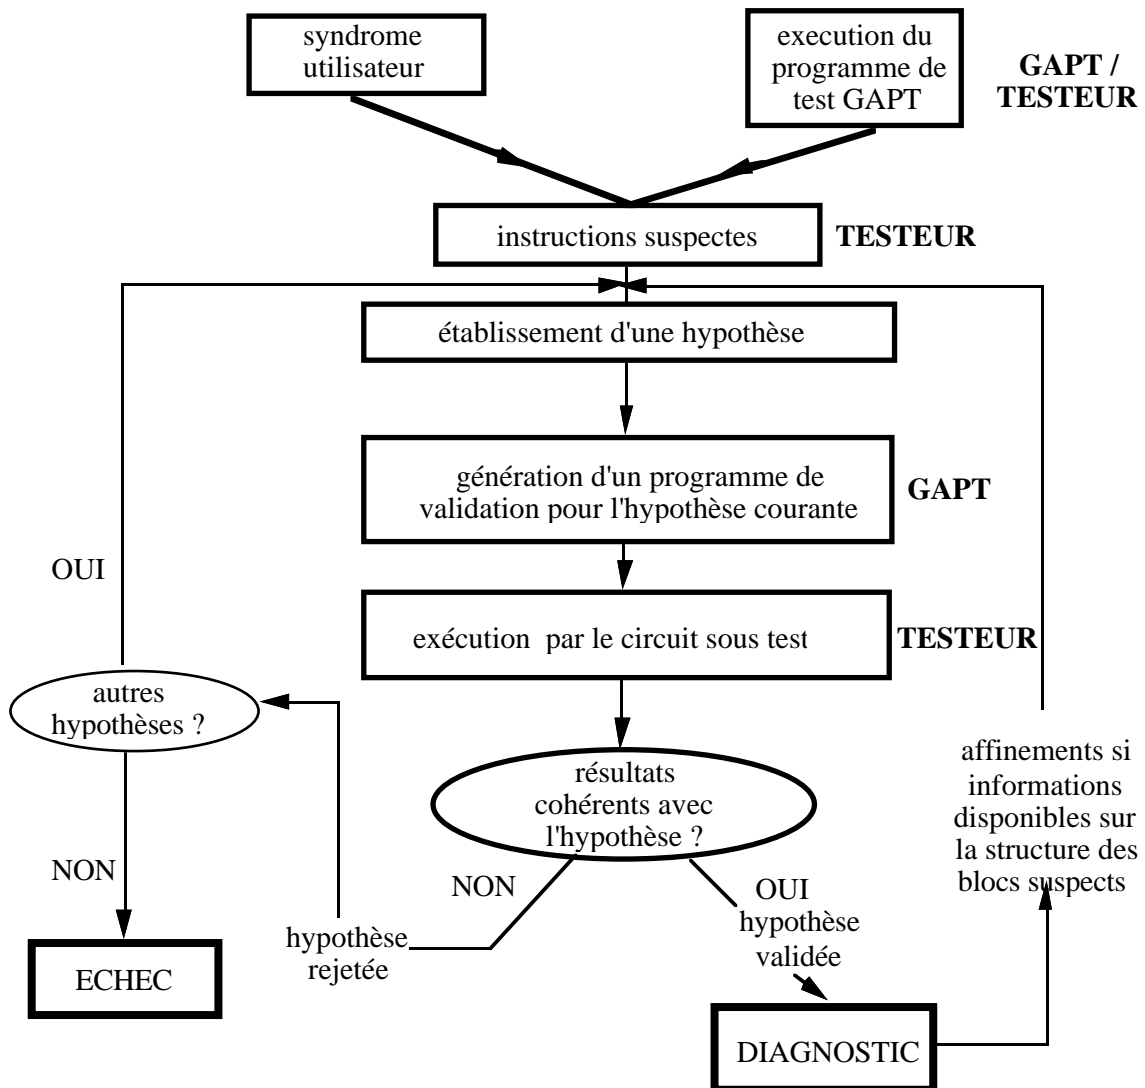 syndrome
utilisateur
execution du
programme de
test GAPT
GAPT /
TESTEUR
instructions suspectes
TESTEUR
établissement d'une hypothèse
génération d'un programme de
validation pour l'hypothèse courante
GAPT
OUI
exécution par le circuit sous test
TESTEUR
autres
hypothèses ?
résultats
cohérents avec
l'hypothèse ?
affinements si
informations
disponibles sur
la structure des
blocs suspects
NON
NON
OUI
hypothèse
validée
hypothèse
rejetée
ECHEC
DIAGNOSTIC